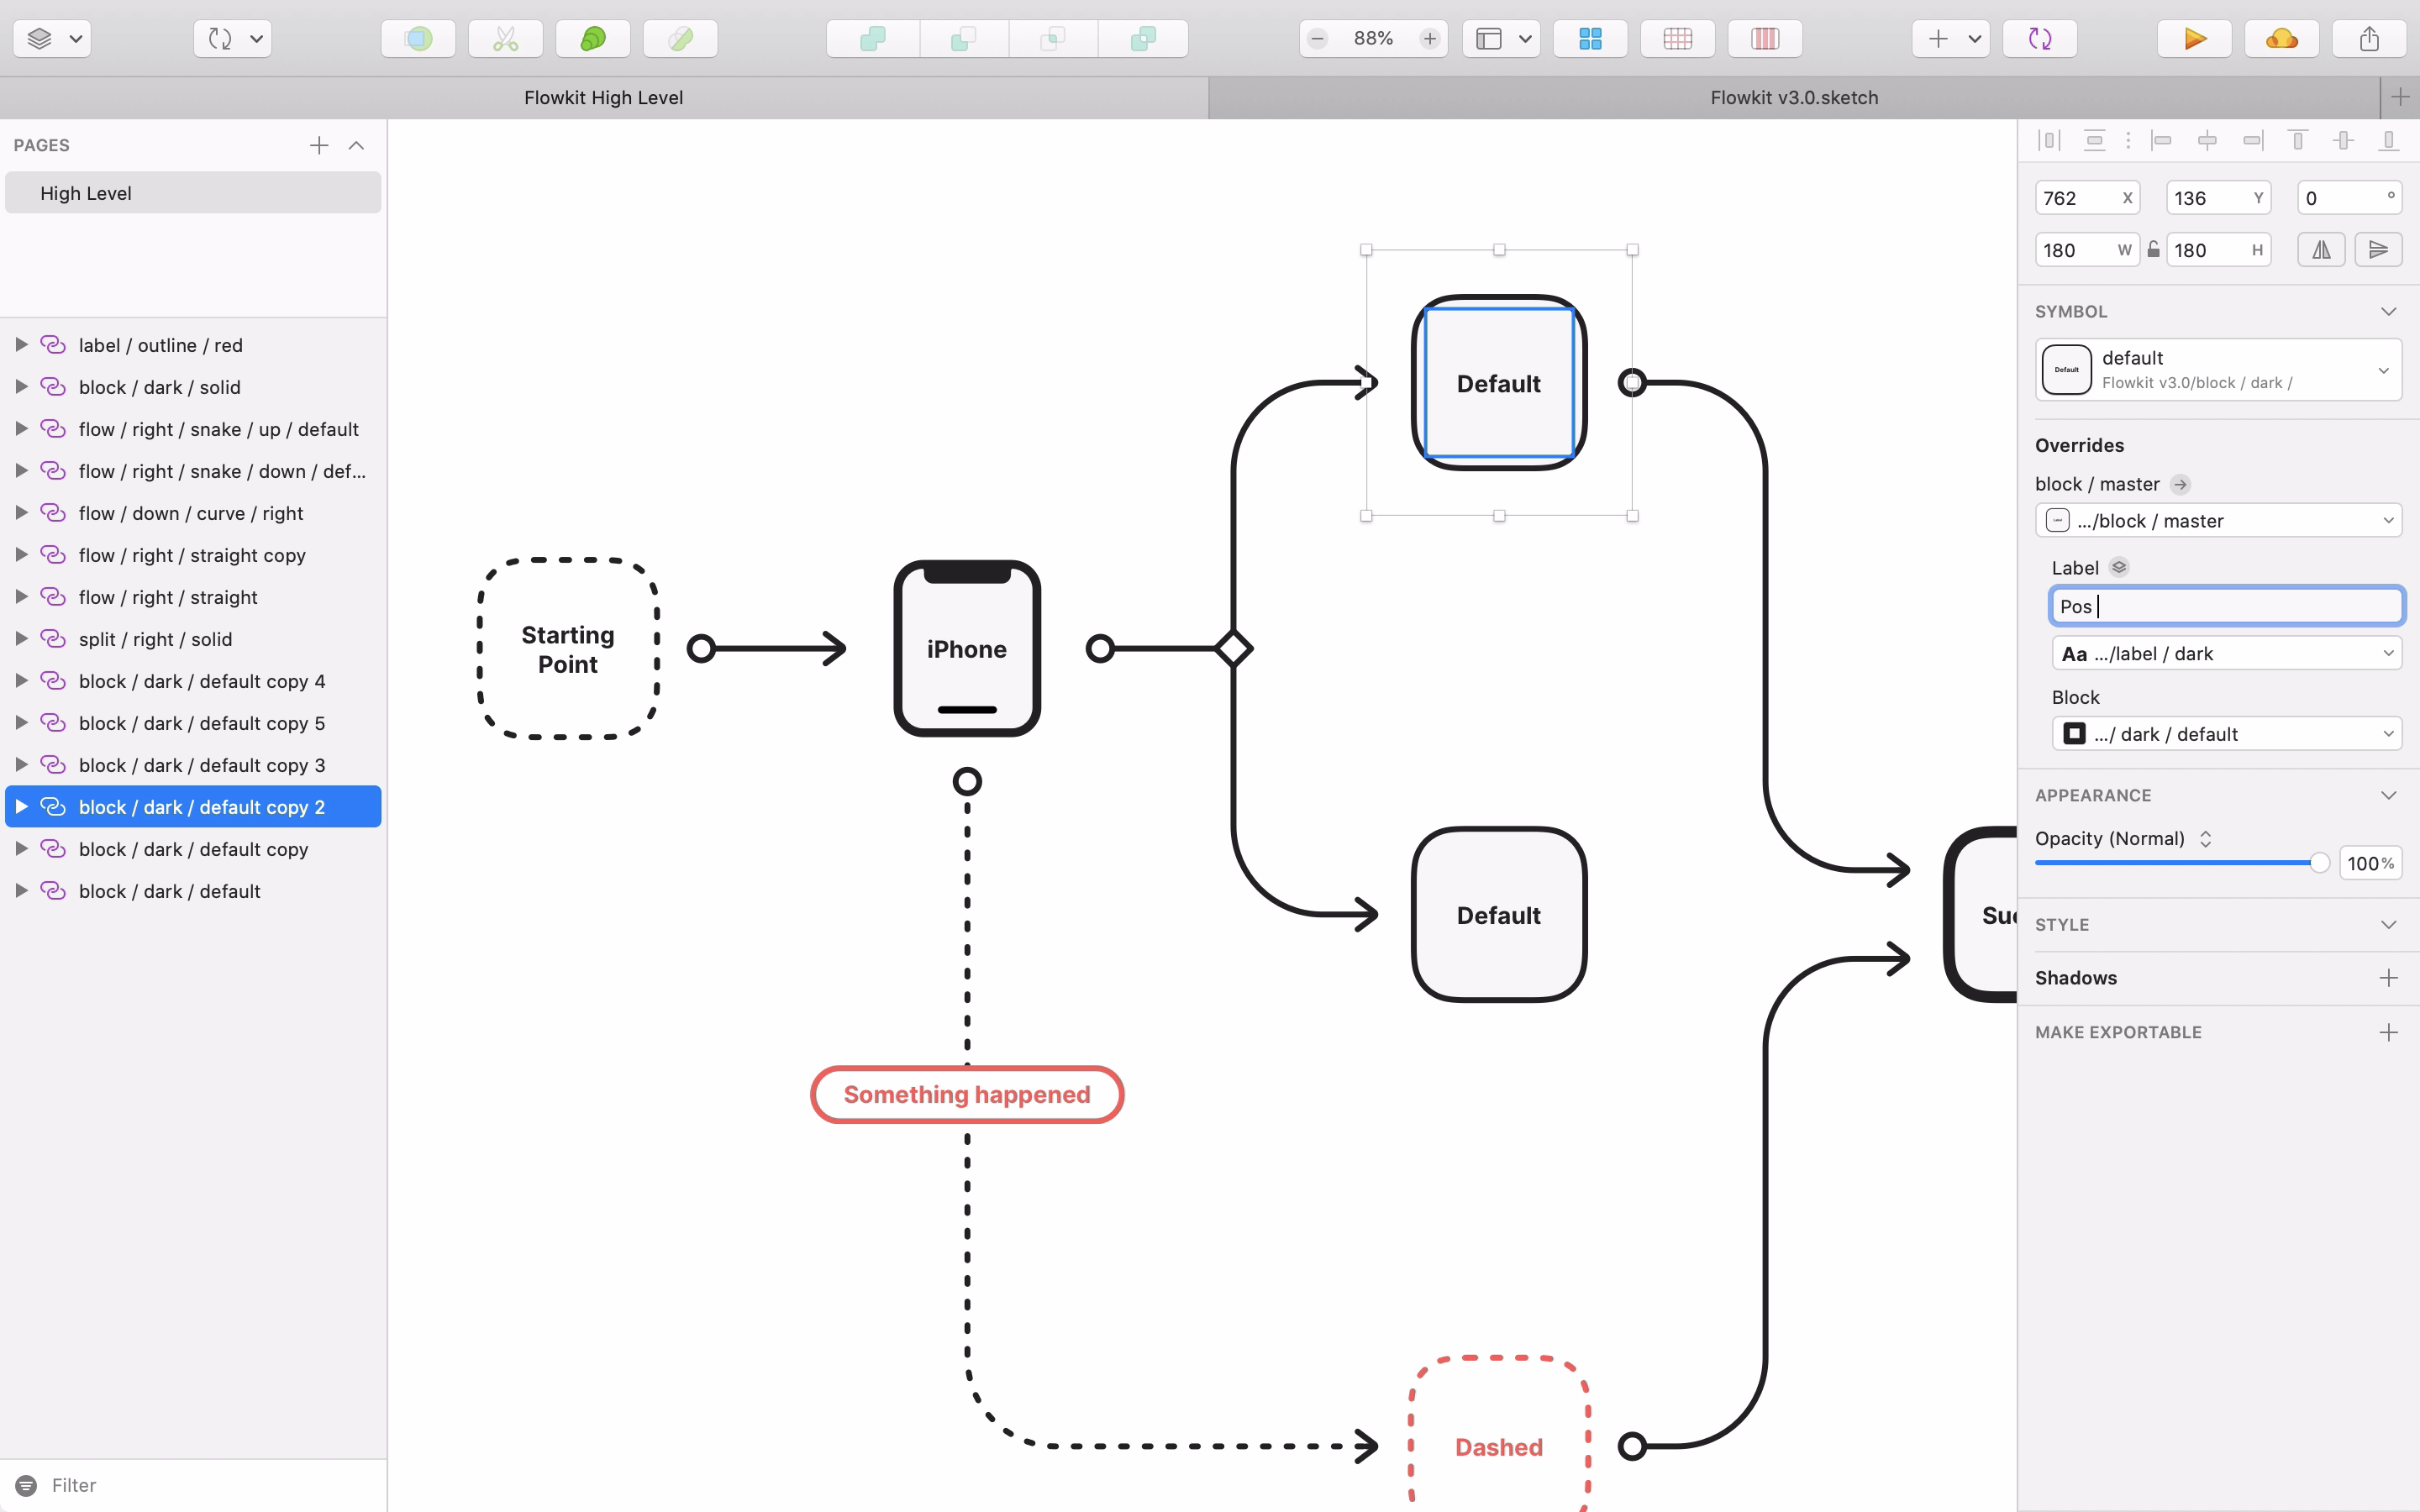 88%
Flowkit High Level
Flowkit v3.0.sketch
PAGES
High Level
label / outline / red
block / dark / solid
flow / right / snake / up / default
flow / right / snake / down / def...
flow / down / curve / right
flow / right / straight copy
flow / right / straight
split / right / solid
block / dark / default copy 4
block / dark / default copy 5
block / dark / default copy 3
block / dark / default copy 2
block / dark / default copy
block / dark / default
Filter
Default
Starting
Point
iPhone
Default
Suc
Something happened
Dashed
762 X
136 Y
0 °
180 W
180 H
SYMBOL
Default
default
Flowkit v3.0/block / dark /
Overrides
block / master
.../block / master
Label
Pos
Aa .../label / dark
Block
.../ dark / default
APPEARANCE
Opacity (Normal)
100%
STYLE
Shadows
MAKE EXPORTABLE